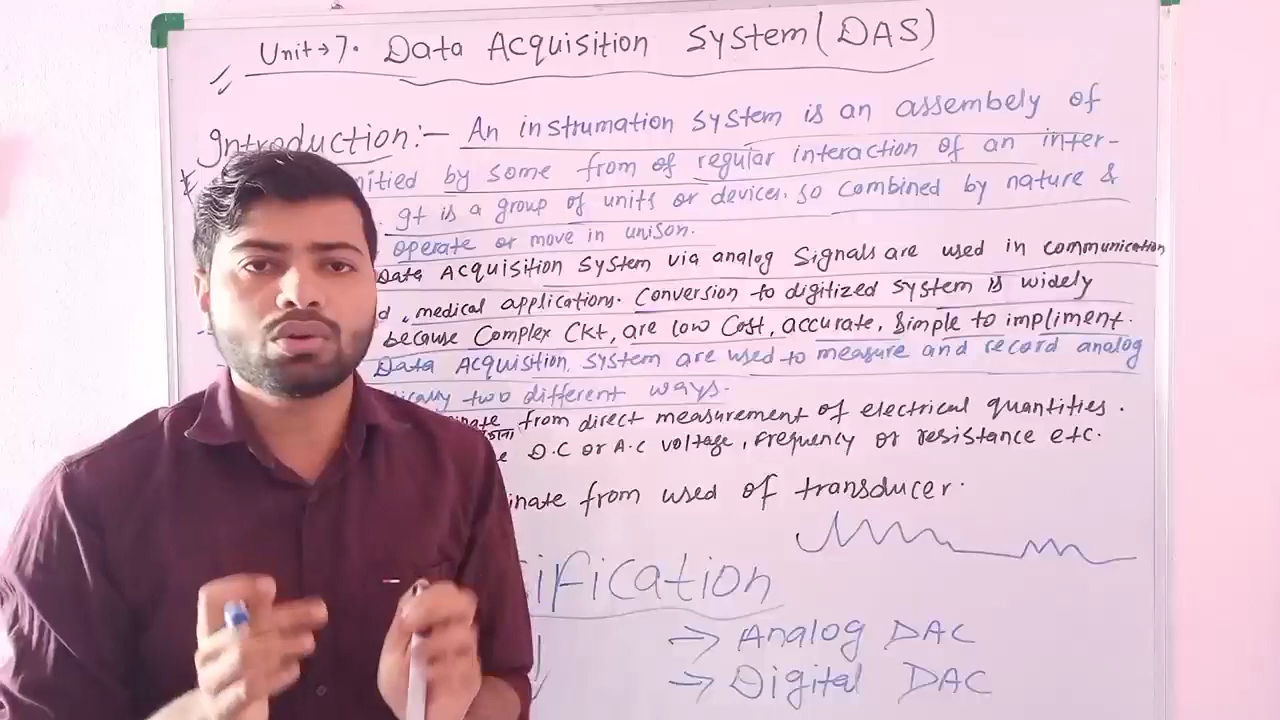 Unit → 7. Data Acquisition System (DAS)
Introduction :— An instrumation system is an assembely of
nitied by some from of regular interaction of an inter-
. It is a group of units or devices. so combined by nature &
operate or move in unison.
Data Acquisition System via analog Signals are used in communication
d, medical applications. Conversion to digitized system is widely
because Complex Ckt, are low Cost, accurate, Simple to impliment.
Data Acquistion System are used to measure and record analog
ically two different ways.
inate from direct measurement of electrical quantities.
e D.C or A.C voltage, Frequency or resistance etc.
inate from used of transducer.
sification
→ Analog DAC
→ Digital DAC